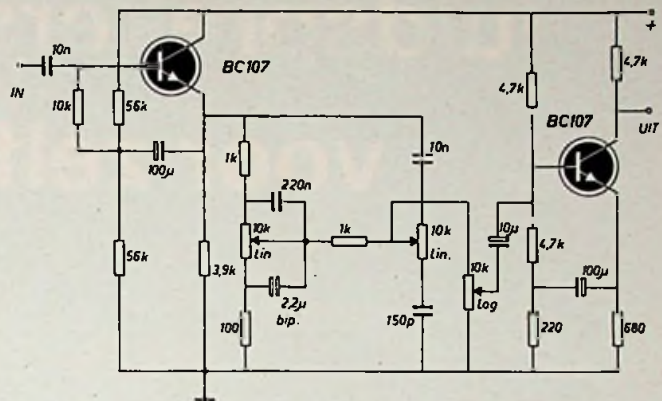 +
10n
BC107
4,7k
4,7k
IN
10k
56k
BC107
UIT
100µ
1k
10n
220n
10µ
10k
lin
1k
10k
lin.
4,7k
100µ
56k
3,9k
2,2µ
bip.
10k
log
100
150p
220
680